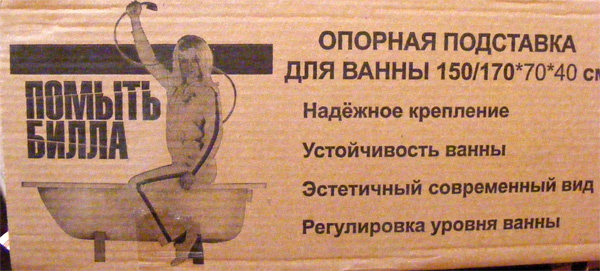 ПОМЫТЬ
БИЛЛА
ОПОРНАЯ ПОДСТАВКА
ДЛЯ ВАННЫ 150/170*70*40 см
Надёжное крепление
Устойчивость ванны
Эстетичный современный вид
Регулировка уровня ванны